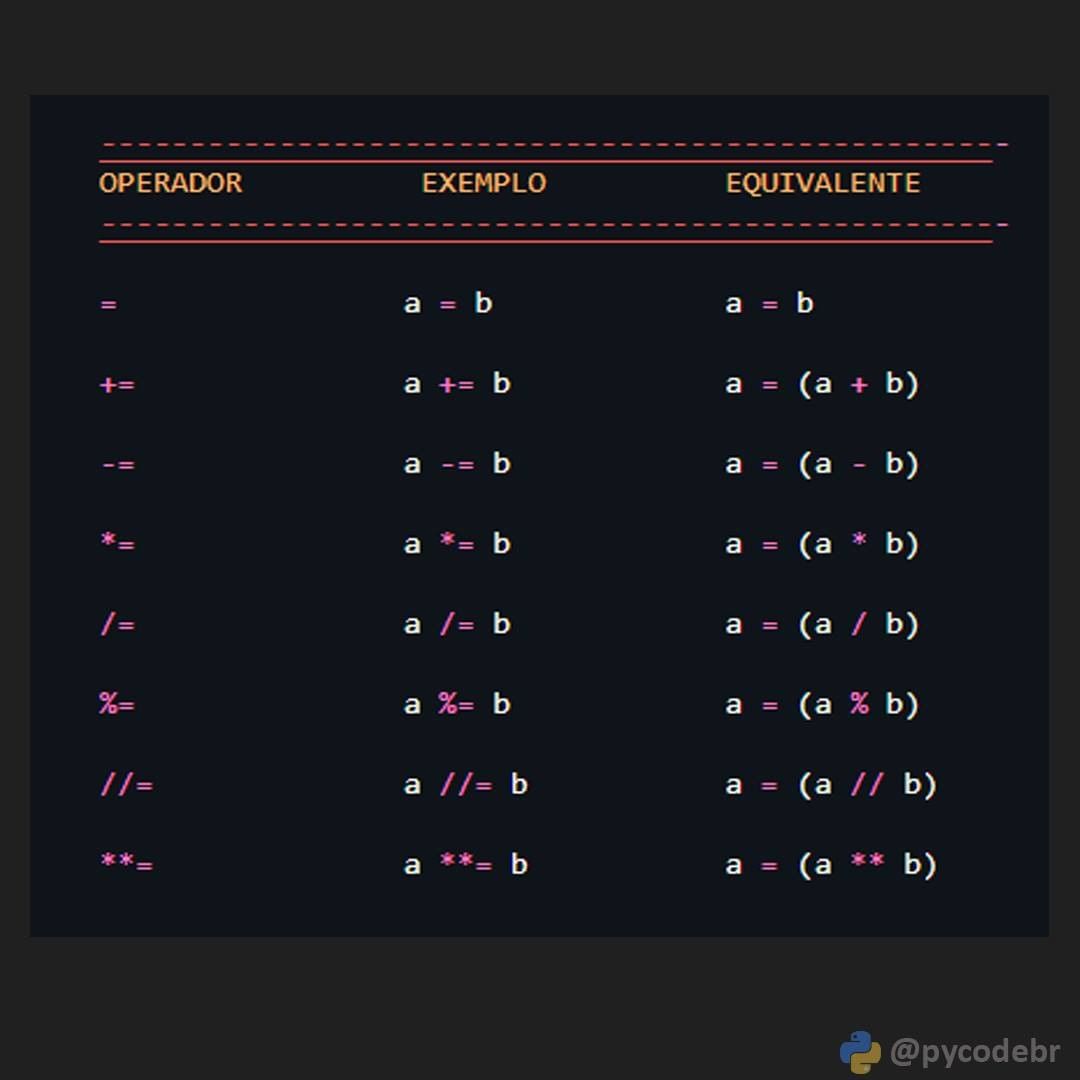 --------------------------------------------------
OPERADOR EXEMPLO EQUIVALENTE
--------------------------------------------------
= a = b a = b
+= a += b a = (a + b)
-= a -= b a = (a - b)
*= a *= b a = (a * b)
/= a /= b a = (a / b)
%= a %= b a = (a % b)
//= a //= b a = (a // b)
**= a **= b a = (a ** b)
@pycodebr